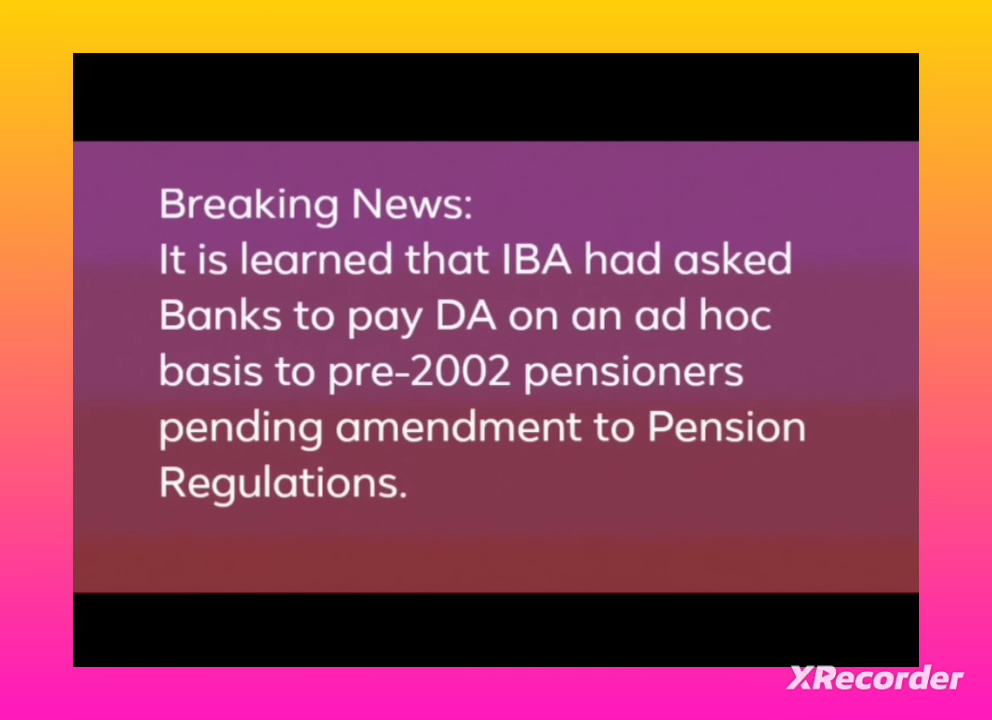 Breaking News:
It is learned that IBA had asked
Banks to pay DA on an ad hoc
basis to pre-2002 pensioners
pending amendment to Pension
Regulations.
XRecorder